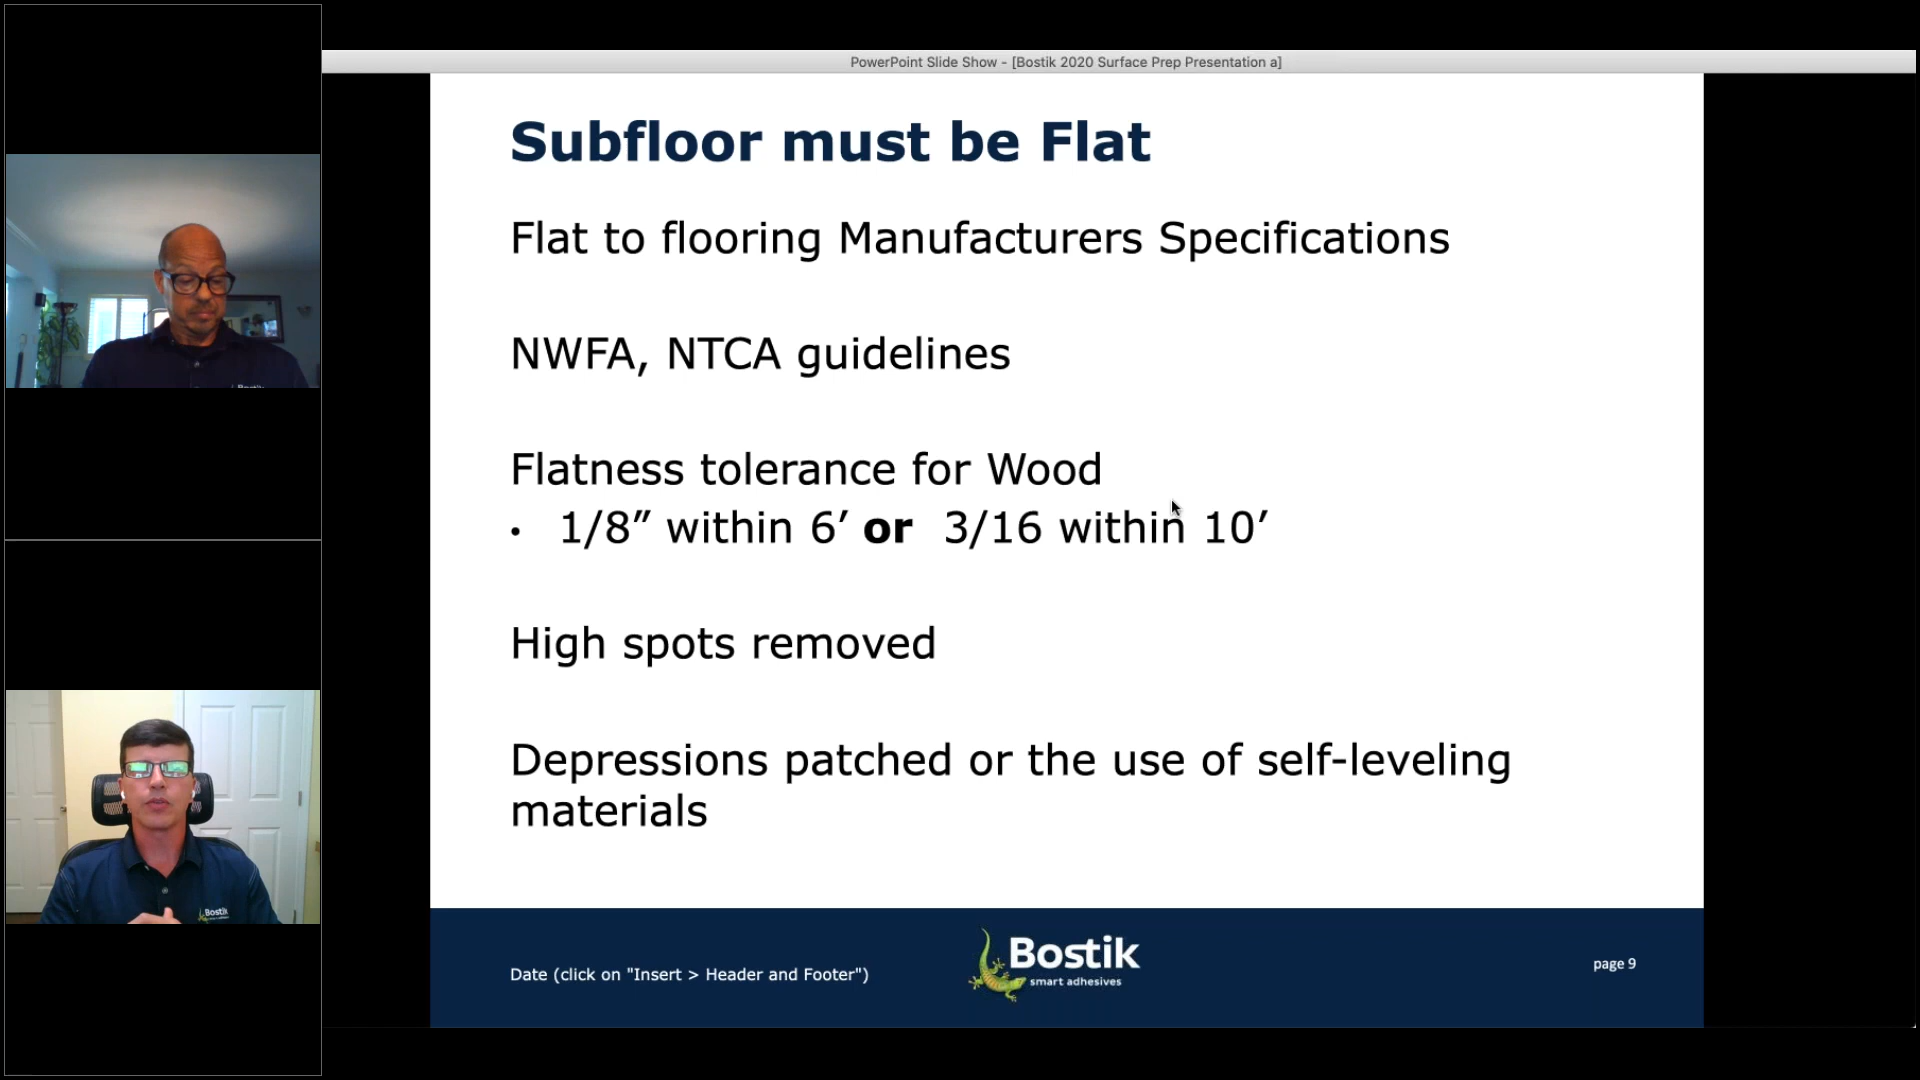 PowerPoint Slide Show - [Bostik 2020 Surface Prep Presentation a]
Subfloor must be Flat
Flat to flooring Manufacturers Specifications
NWFA, NTCA guidelines
Flatness tolerance for Wood
• 1/8” within 6’ or 3/16 within 10’
High spots removed
Depressions patched or the use of self-leveling
materials
Date (click on "Insert > Header and Footer")
Bostik
smart adhesives
page 9
Bostik
Bostik